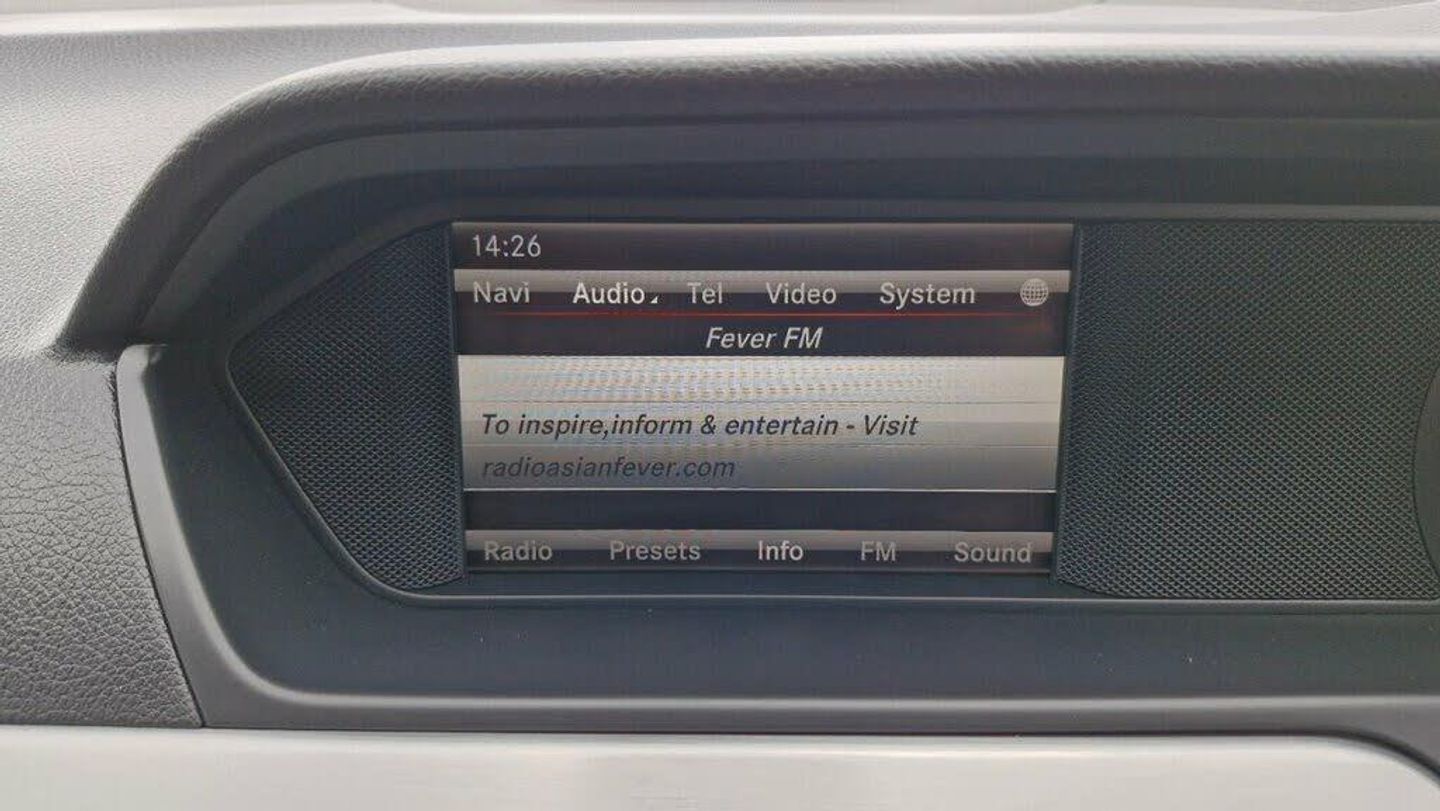 14:26
Navi Audio Tel Video System
Fever FM
To inspire,inform & entertain - Visit
radioasianfever.com
Radio Presets Info FM Sound